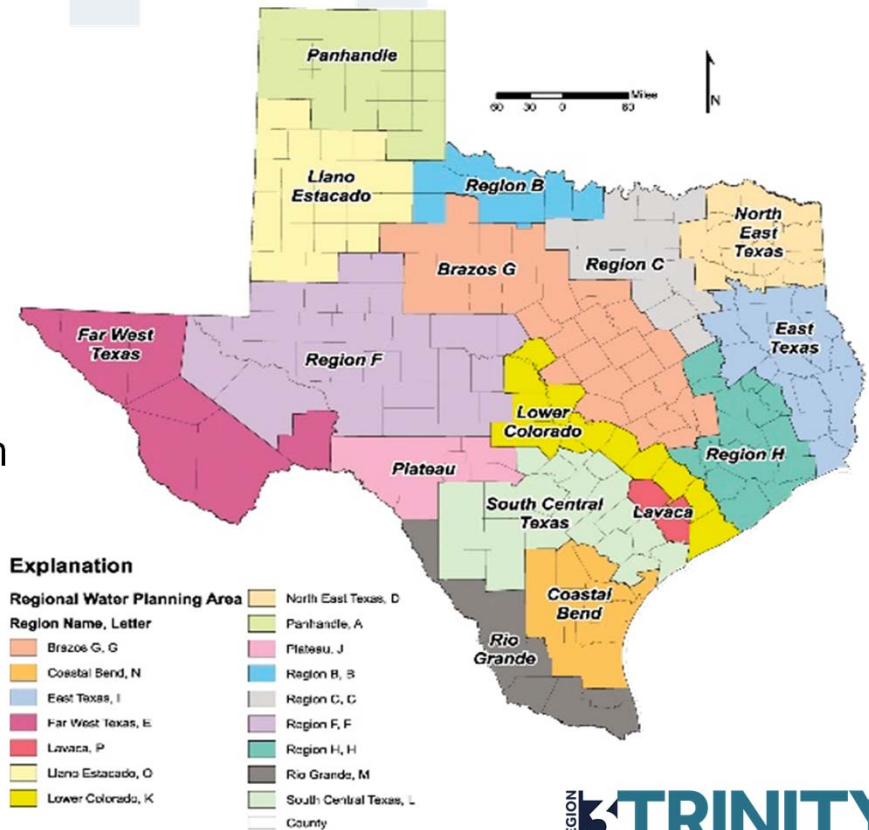 Panhandle
60 30 0 60 Miles
N
Llano
Estacado
Region B
North
East
Texas
Brazos G
Region C
Far West
Texas
Region F
East
Texas
Lower
Colorado
n
Plateau
Region H
South Central
Texas
Lavaca
Coastal
Bend
Rio
Grande
Explanation
Regional Water Planning Area
Region Name, Letter
Brazos G, G
Coastal Bend, N
East Texas, I
Far West Texas, E
Lavaca, P
Llano Estacado, O
Lower Colorado, K
North East Texas, D
Panhandle, A
Plateau, J
Region B, B
Region C, C
Region F, F
Region H, H
Rio Grande, M
South Central Texas, L
County
REGION
3 TRINITY